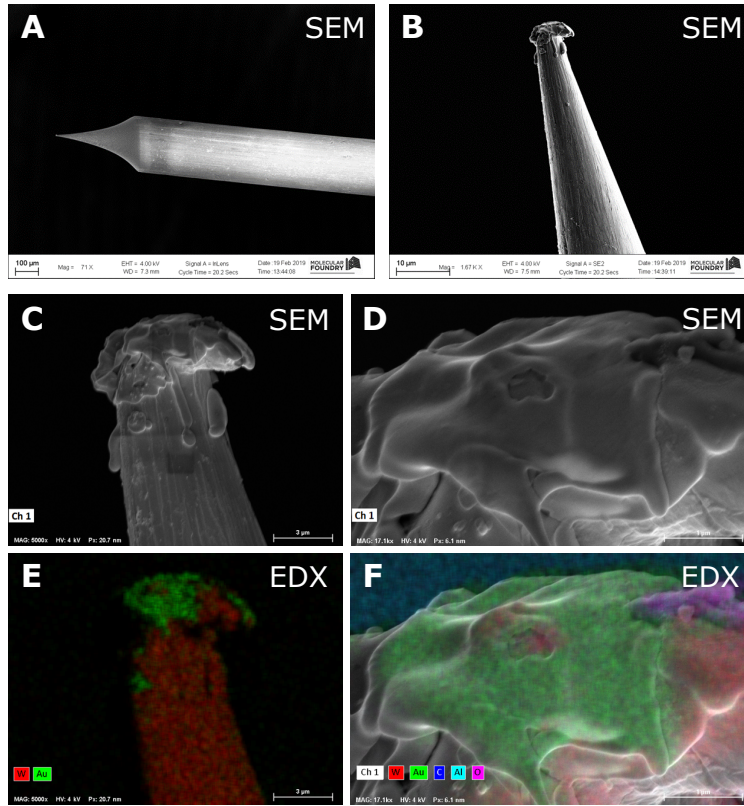 A SEM
100 µm Mag = 71 X EHT = 4.00 kV Signal A = InLens Date :19 Feb 2019 MOLECULAR
WD = 7.3 mm Cycle Time = 20.2 Secs Time :13:44:08 FOUNDRY
B SEM
10 µm Mag = 1.67 K X EHT = 4.00 kV Signal A = SE2 Date :19 Feb 2019 MOLECULAR
WD = 7.5 mm Cycle Time = 20.2 Secs Time :14:39:11 FOUNDRY
C SEM
Ch 1
MAG: 5000x HV: 4 kV Px: 20.7 nm 3 µm
D SEM
Ch 1
MAG: 17.1kx HV: 4 kV Px: 6.1 nm 1 µm
E EDX
W Au
MAG: 5000x HV: 4 kV Px: 20.7 nm 3 µm
F EDX
Ch 1 W Au C Al O
MAG: 17.1kx HV: 4 kV Px: 6.1 nm 1 µm